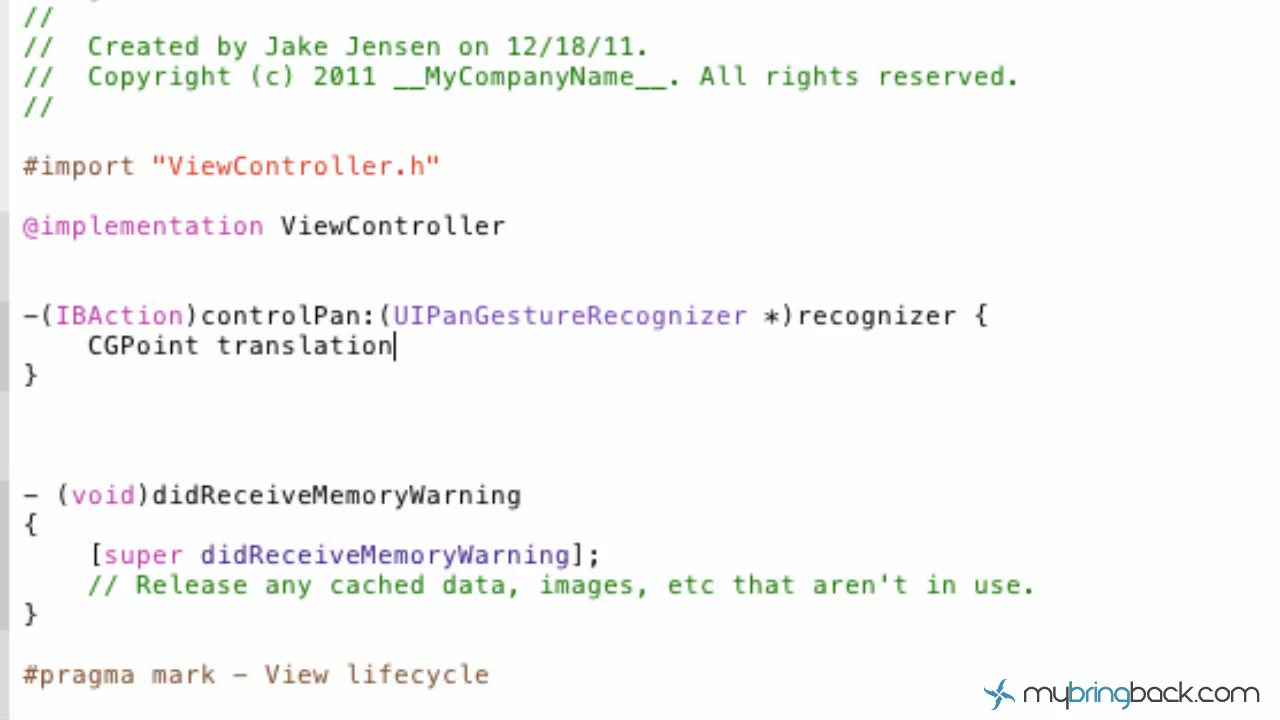 //
//  Created by Jake Jensen on 12/18/11.
//  Copyright (c) 2011 __MyCompanyName__. All rights reserved.
//
#import "ViewController.h"
@implementation ViewController
-(IBAction)controlPan:(UIPanGestureRecognizer *)recognizer {
    CGPoint translation
}
- (void)didReceiveMemoryWarning
{
    [super didReceiveMemoryWarning];
    // Release any cached data, images, etc that aren't in use.
}
#pragma mark - View lifecycle
mybringback.com